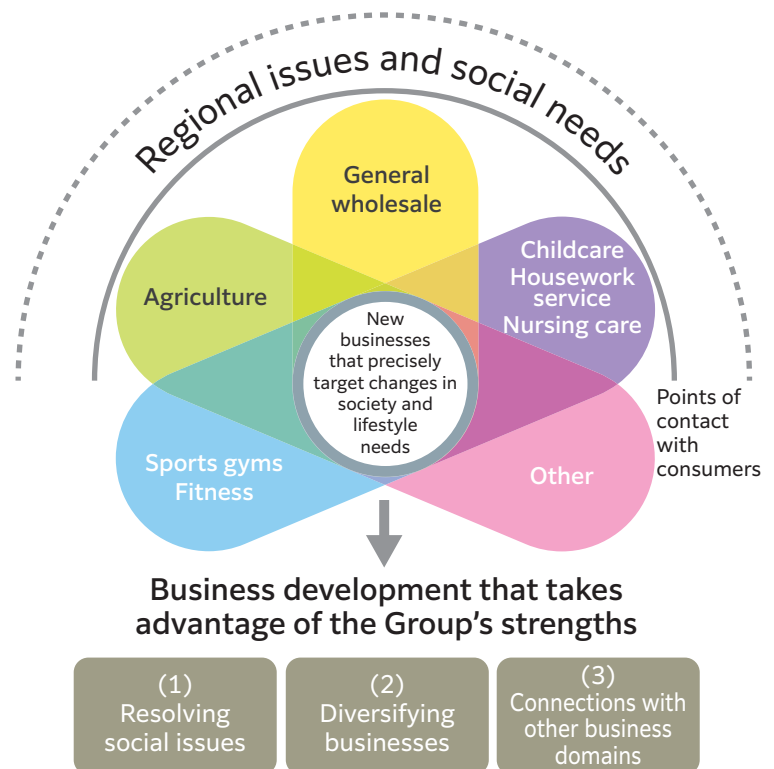 Regional issues and social needs
General
wholesale
Agriculture
Childcare
Housework
service
Nursing care
New
businesses
that precisely
target changes in
society and
lifestyle
needs
Points of
contact
with
consumers
Sports gyms
Fitness
Other
Business development that takes
advantage of the Group’s strengths
(1)
Resolving
social issues
(2)
Diversifying
businesses
(3)
Connections with
other business
domains